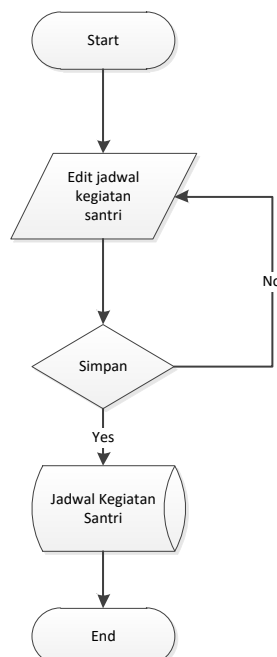 Start
Edit jadwal
kegiatan
santri
No
Simpan
Yes
Jadwal Kegiatan
Santri
End